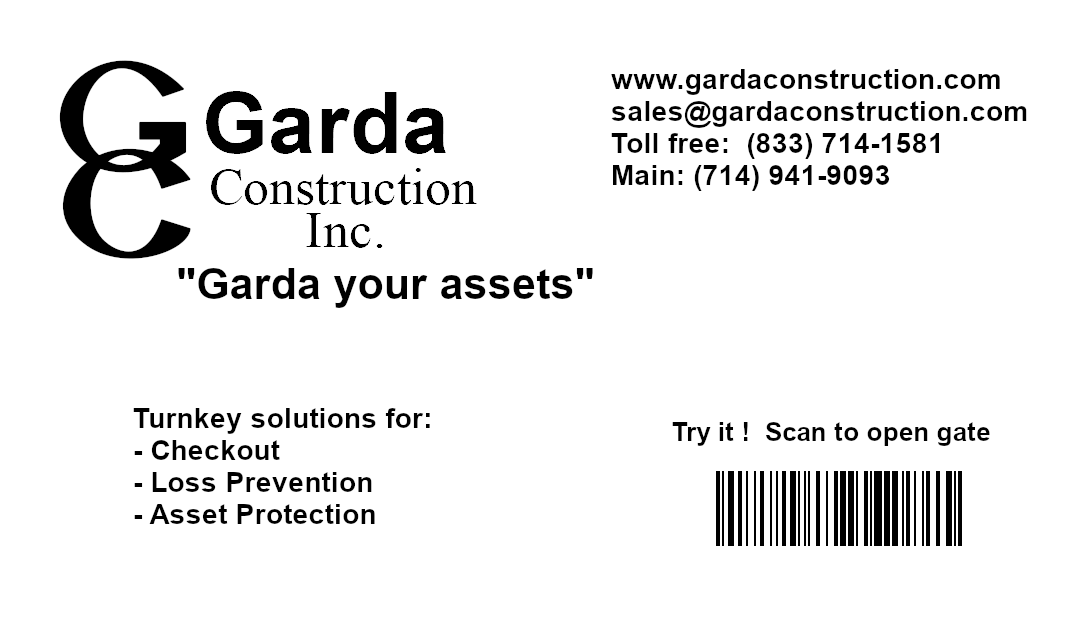 GC
Garda
Construction
Inc.
"Garda your assets"
www.gardaconstruction.com
sales@gardaconstruction.com
Toll free:  (833) 714-1581
Main: (714) 941-9093
Turnkey solutions for:
- Checkout
- Loss Prevention
- Asset Protection
Try it !  Scan to open gate